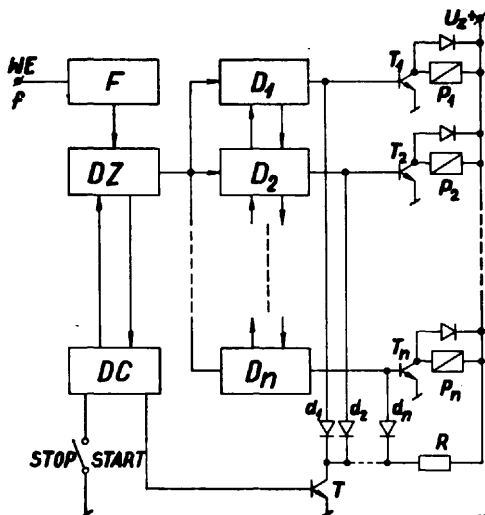 U_z +
WE
f
F
DZ
DC
STOP START
D_1
D_2
D_n
T_1
P_1
T_2
P_2
T_n
P_n
d_1 d_2 d_n
R
T